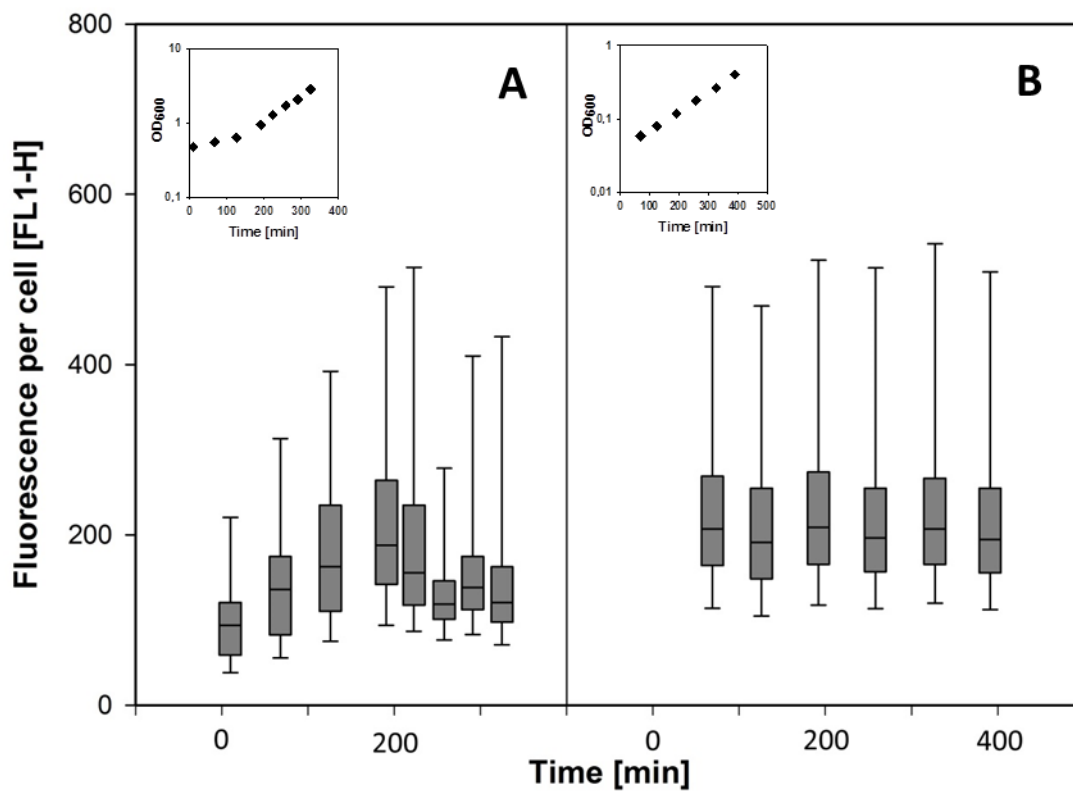 800
600
400
200
0
Fluorescence per cell [FL1-H]
A
10
1
0,1
OD600
0 100 200 300 400
Time [min]
B
1
0,1
0,01
OD600
0 100 200 300 400 500
Time [min]
0 200
0 200 400
Time [min]